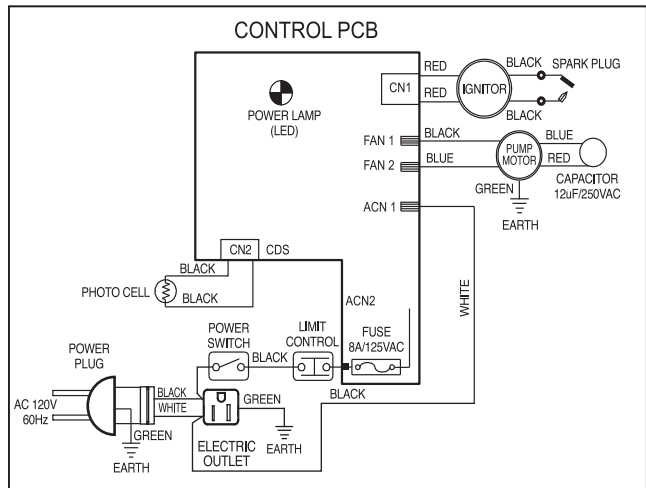 CONTROL PCB
RED
BLACK
SPARK PLUG
CN1
IGNITOR
RED
BLACK
POWER LAMP
(LED)
FAN 1
BLACK
BLUE
PUMP
MOTOR
FAN 2
BLUE
RED
GREEN
CAPACITOR
12uF/250VAC
ACN 1
EARTH
CN2
CDS
BLACK
PHOTO CELL
BLACK
WHITE
ACN2
POWER
SWITCH
LIMIT
CONTROL
FUSE
8A/125VAC
BLACK
POWER
PLUG
BLACK
BLACK
WHITE
GREEN
AC 120V
60Hz
GREEN
ELECTRIC
OUTLET
EARTH
EARTH